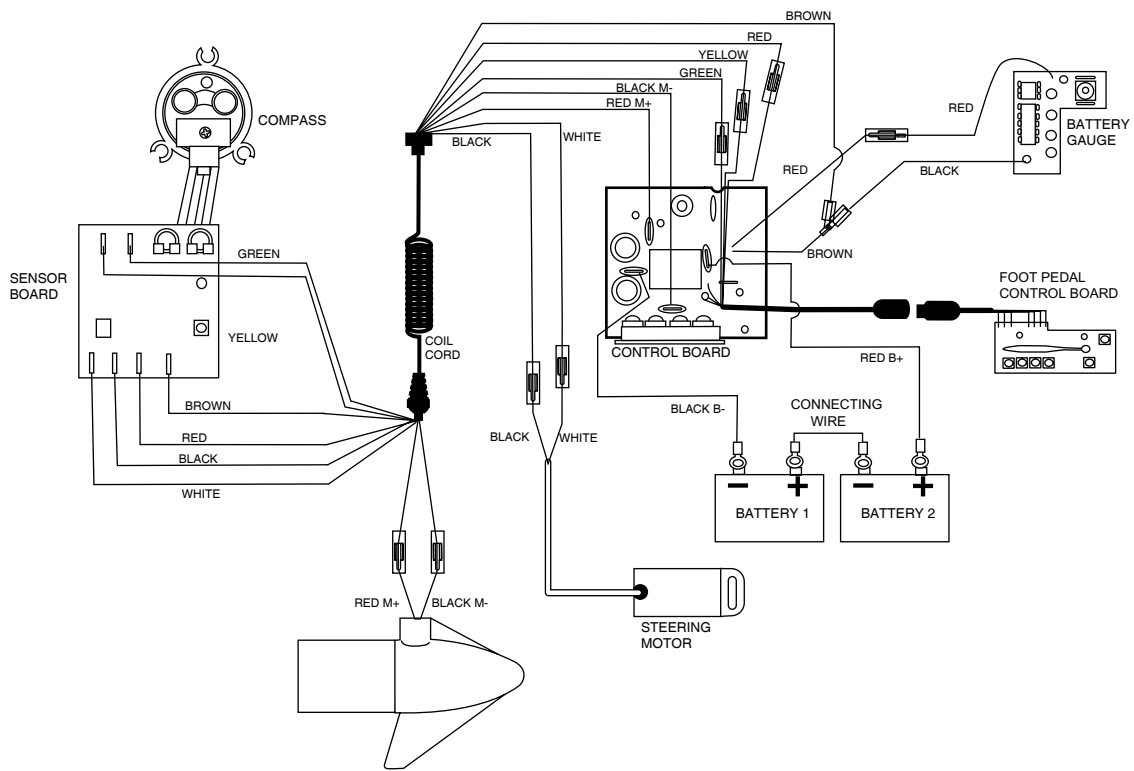 BROWN
RED
YELLOW
GREEN
BLACK M-
RED M+
BLACK
WHITE
COMPASS
RED
BATTERY
GAUGE
RED
BLACK
BROWN
GREEN
SENSOR
BOARD
YELLOW
COIL
CORD
FOOT PEDAL
CONTROL BOARD
CONTROL BOARD
RED B+
BROWN
BLACK B-
CONNECTING
WIRE
RED
BLACK
WHITE
BLACK
WHITE
BATTERY 1
BATTERY 2
RED M+
BLACK M-
STEERING
MOTOR